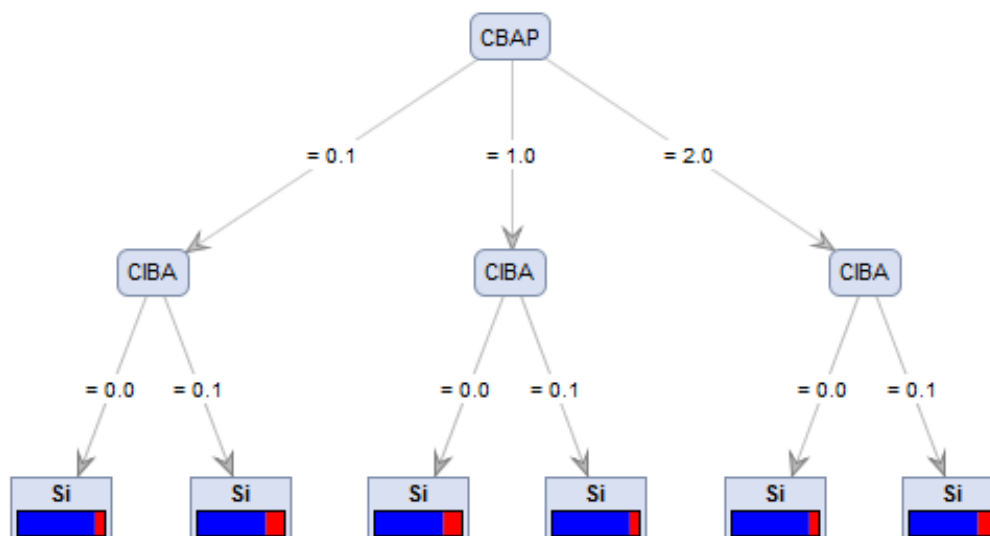 CBAP
= 0.1 = 1.0 = 2.0
CIBA CIBA CIBA
= 0.0 = 0.1 = 0.0 = 0.1 = 0.0 = 0.1
Si Si Si Si Si Si